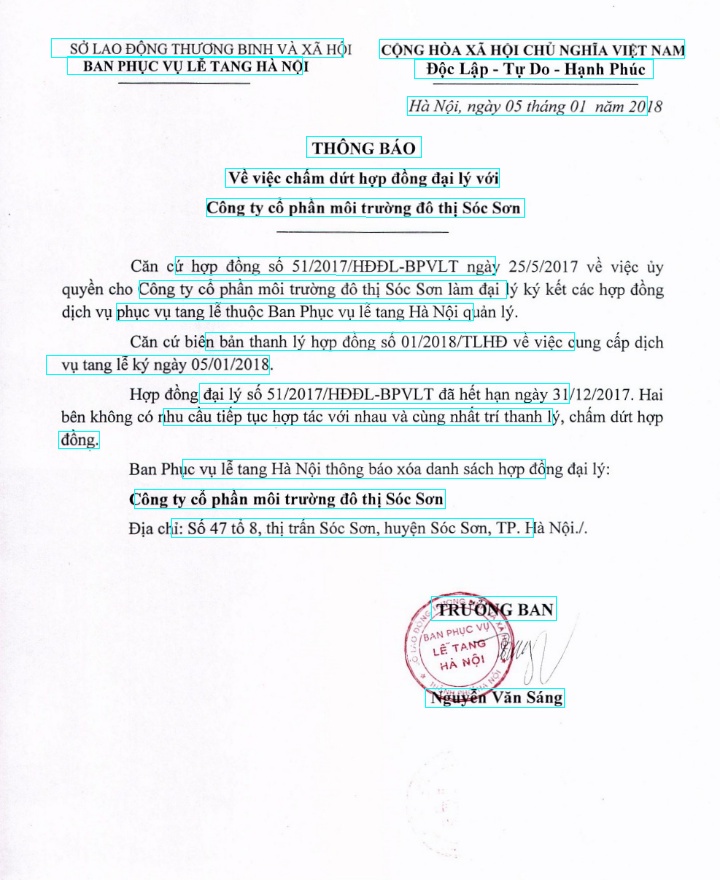 SỞ LAO ĐỘNG THƯƠNG BINH VÀ XÃ HỘI
BAN PHỤC VỤ LỄ TANG HÀ NỘI
CỘNG HÒA XÃ HỘI CHỦ NGHĨA VIỆT NAM
Độc Lập - Tự Do - Hạnh Phúc
Hà Nội, ngày 05 tháng 01 năm 2018
THÔNG BÁO
Về việc chấm dứt hợp đồng đại lý với
Công ty cổ phần môi trường đô thị Sóc Sơn
Căn cứ hợp đồng số 51/2017/HĐĐL-BPVLT ngày 25/5/2017 về việc ủy
quyền cho Công ty cổ phần môi trường đô thị Sóc Sơn làm đại lý ký kết các hợp đồng
dịch vụ phục vụ tang lễ thuộc Ban Phục vụ lễ tang Hà Nội quản lý.
Căn cứ biên bản thanh lý hợp đồng số 01/2018/TLHĐ về việc cung cấp dịch
vụ tang lễ ký ngày 05/01/2018.
Hợp đồng đại lý số 51/2017/HĐĐL-BPVLT đã hết hạn ngày 31/12/2017. Hai
bên không có nhu cầu tiếp tục hợp tác với nhau và cùng nhất trí thanh lý, chấm dứt hợp
đồng.
Ban Phục vụ lễ tang Hà Nội thông báo xóa danh sách hợp đồng đại lý:
Công ty cổ phần môi trường đô thị Sóc Sơn
Địa chỉ: Số 47 tổ 8, thị trấn Sóc Sơn, huyện Sóc Sơn, TP. Hà Nội./.
TRƯỞNG BAN
BAN PHỤC VỤ
LỄ TANG
HÀ NỘI
Nguyễn Văn Sáng